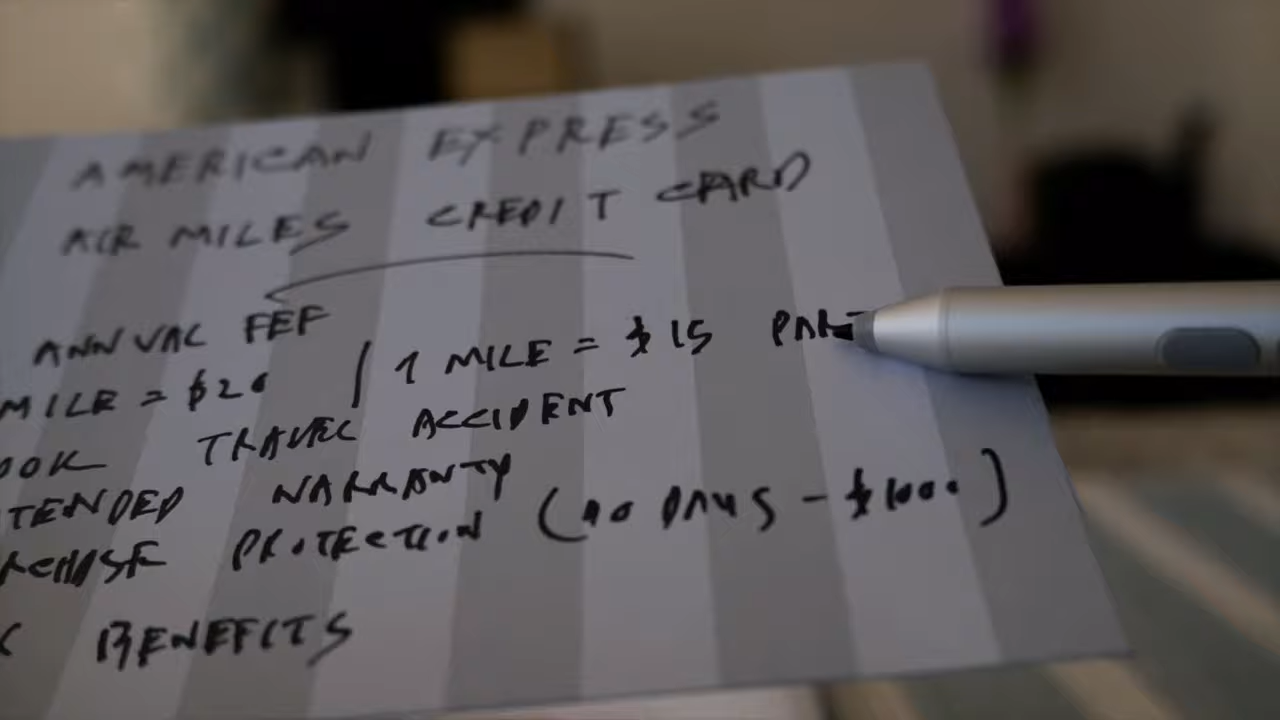 AMERICAN EXPRESS
AIR MILES CREDIT CARD
ANNUAL FEE
MILE = $20 | 1 MILE = $15
TRAVEL ACCIDENT
TENDED WARRANTY
PROTECTION (90 DAYS - $1000)
BENEFITS